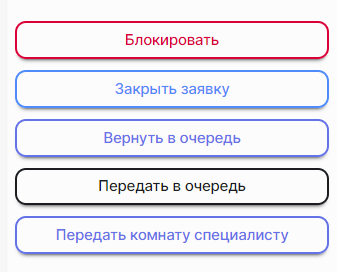 Блокировать
Закрыть заявку
Вернуть в очередь
Передать в очередь
Передать комнату специалисту